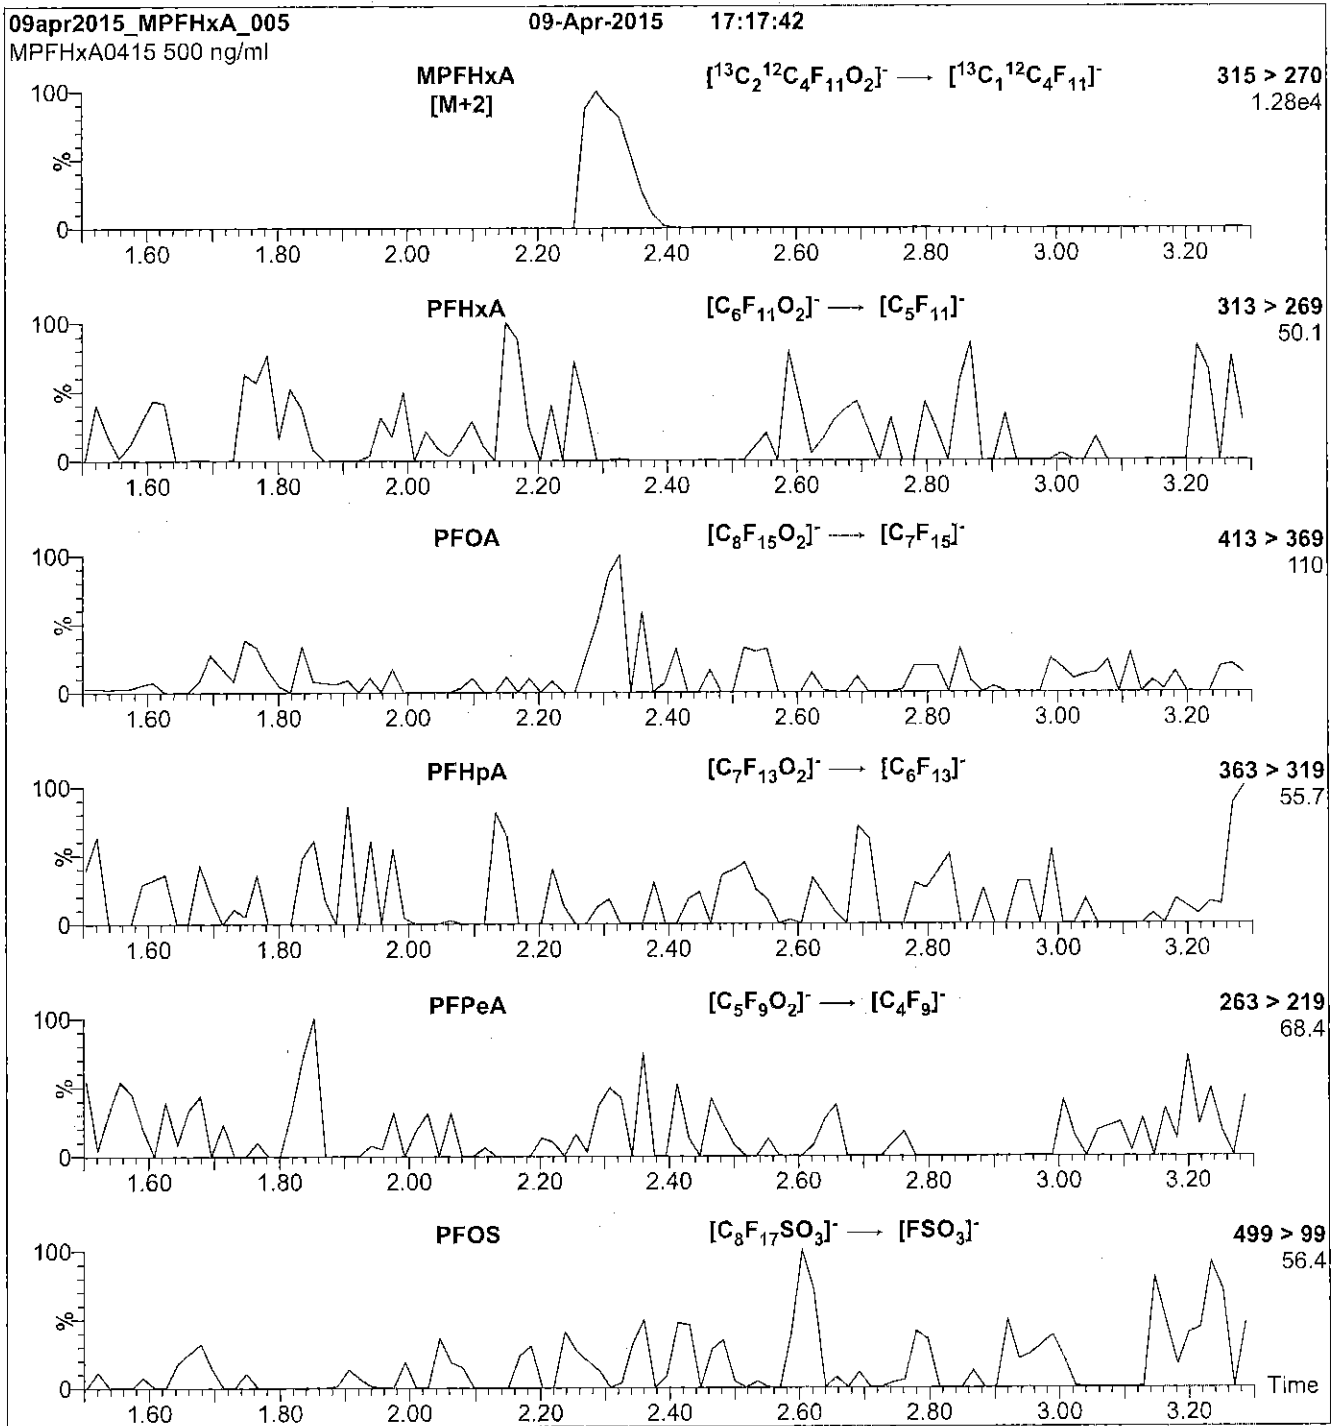 09apr2015_MPFHxA_005 09-Apr-2015 17:17:42
MPFHxA0415 500 ng/ml
MPFHxA [¹³C₂¹²C₄F₁₁O₂]⁻ → [¹³C₁¹²C₄F₁₁]⁻ 315 > 270
[M+2] 1.28e4
100
%
0
1.60 1.80 2.00 2.20 2.40 2.60 2.80 3.00 3.20
PFHxA [C₆F₁₁O₂]⁻ → [C₅F₁₁]⁻ 313 > 269
50.1
100
%
0
1.60 1.80 2.00 2.20 2.40 2.60 2.80 3.00 3.20
PFOA [C₈F₁₅O₂]⁻ → [C₇F₁₅]⁻ 413 > 369
110
100
%
0
1.60 1.80 2.00 2.20 2.40 2.60 2.80 3.00 3.20
PFHpA [C₇F₁₃O₂]⁻ → [C₆F₁₃]⁻ 363 > 319
55.7
100
%
0
1.60 1.80 2.00 2.20 2.40 2.60 2.80 3.00 3.20
PFPeA [C₅F₉O₂]⁻ → [C₄F₉]⁻ 263 > 219
68.4
100
%
0
1.60 1.80 2.00 2.20 2.40 2.60 2.80 3.00 3.20
PFOS [C₈F₁₇SO₃]⁻ → [FSO₃]⁻ 499 > 99
56.4
100
%
0
Time
1.60 1.80 2.00 2.20 2.40 2.60 2.80 3.00 3.20